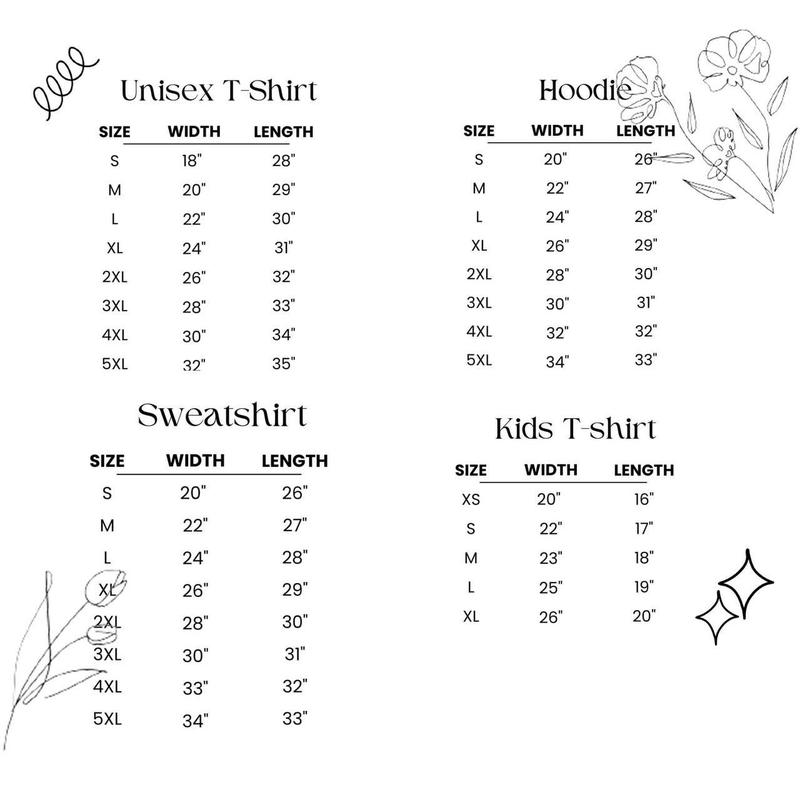 Unisex T-Shirt
SIZE WIDTH LENGTH
S 18" 28"
M 20" 29"
L 22" 30"
XL 24" 31"
2XL 26" 32"
3XL 28" 33"
4XL 30" 34"
5XL 32" 35"
Hoodie
SIZE WIDTH LENGTH
S 20" 26"
M 22" 27"
L 24" 28"
XL 26" 29"
2XL 28" 30"
3XL 30" 31"
4XL 32" 32"
5XL 34" 33"
Sweatshirt
SIZE WIDTH LENGTH
S 20" 26"
M 22" 27"
L 24" 28"
XL 26" 29"
2XL 28" 30"
3XL 30" 31"
4XL 33" 32"
5XL 34" 33"
Kids T-shirt
SIZE WIDTH LENGTH
XS 20" 16"
S 22" 17"
M 23" 18"
L 25" 19"
XL 26" 20"